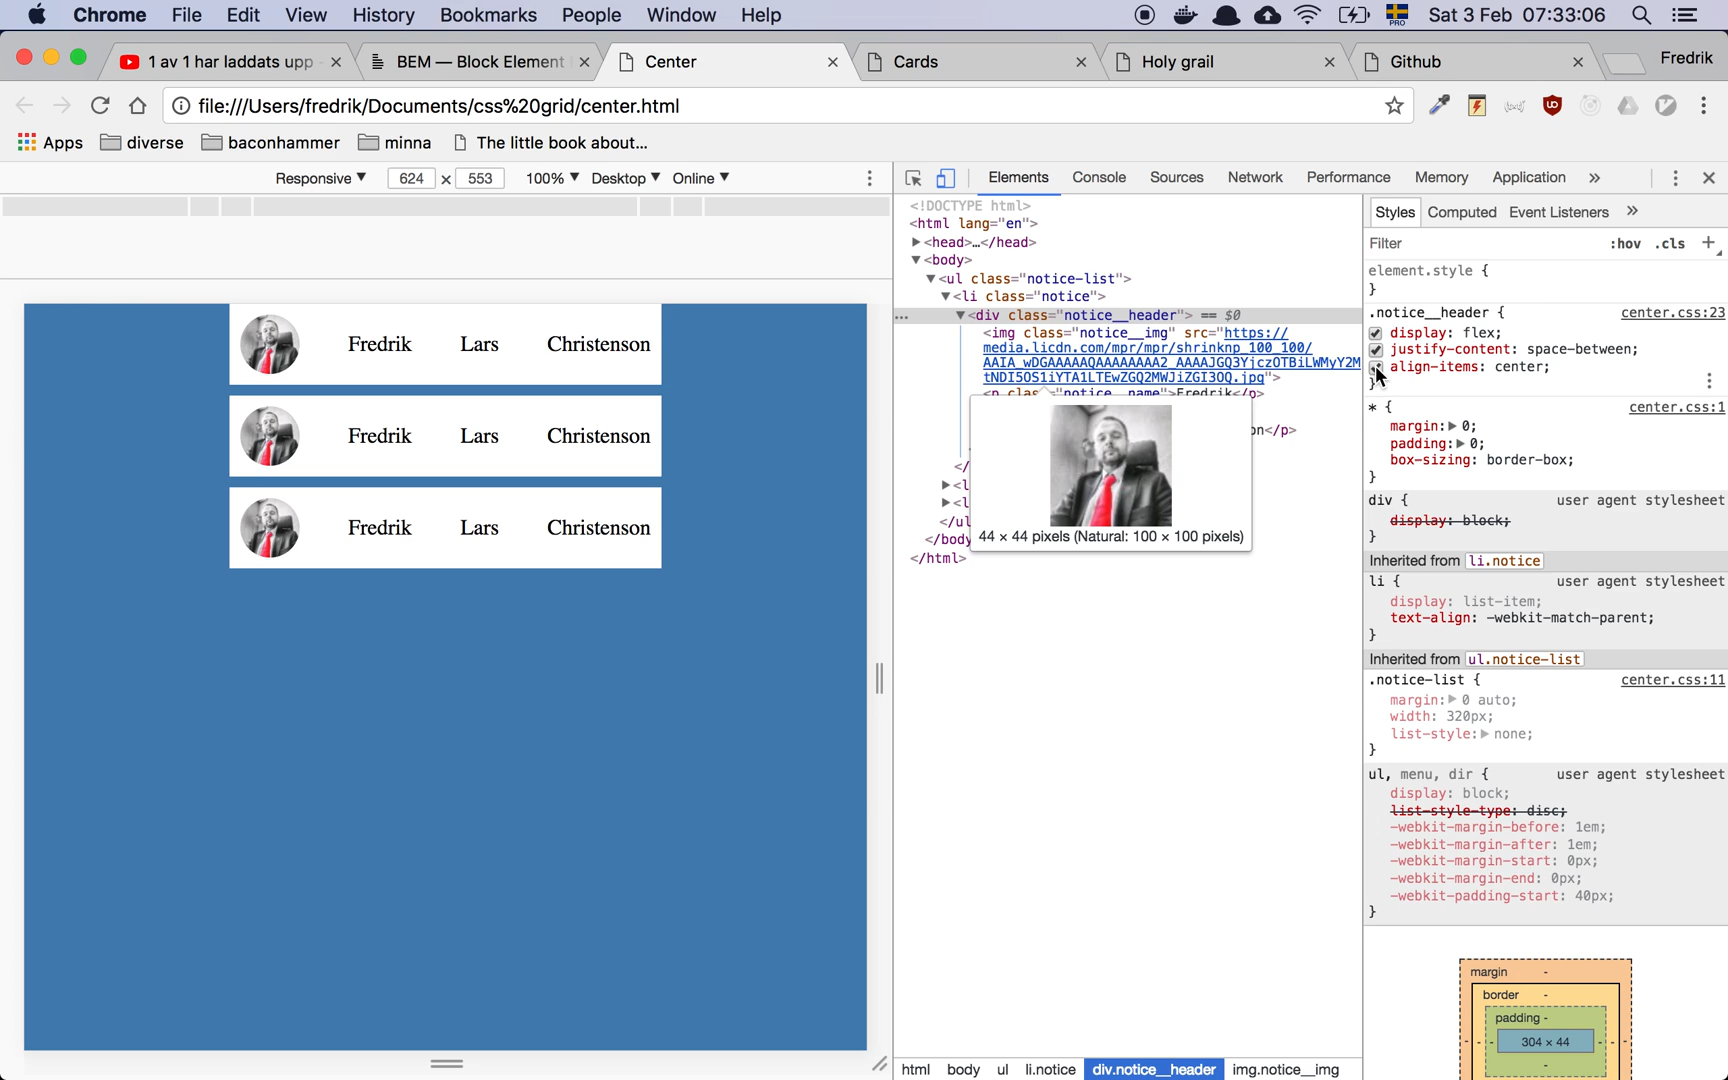 Chrome File Edit View History Bookmarks People Window Help Sat 3 Feb 07:33:06
1 av 1 har laddats upp BEM — Block Element Center Cards Holy grail Github Fredrik
file:///Users/fredrik/Documents/css%20grid/center.html
Apps diverse baconhammer minna The little book about...
Responsive ▼ 624 × 553 100% ▼ Desktop ▼ Online ▼
Elements Console Sources Network Performance Memory Application »
Fredrik Lars Christenson
Fredrik Lars Christenson
Fredrik Lars Christenson
<!DOCTYPE html>
<html lang="en">
▶<head>…</head>
▼<body>
▼<ul class="notice-list">
▼<li class="notice">
▼<div class="notice__header"> == $0
<img class="notice__img" src="https://
media.licdn.com/mpr/mpr/shrinknp_100_100/
AAIA_wDGAAAAAQAAAAAAAA2_AAAAJGQ3YjczOTBiLWMyY2M
tNDI5OS1iYTA1LTEwZGQ2MWJiZGI3OQ.jpg">
<p class="notice__name">Fredrik</p>
on</p>
</
▶<l
▶<l
</ul
</body
</html>
44 × 44 pixels (Natural: 100 × 100 pixels)
html body ul li.notice div.notice__header img.notice__img
Styles Computed Event Listeners »
Filter :hov .cls +
element.style {
}
.notice__header { center.css:23
display: flex;
justify-content: space-between;
align-items: center;
}
* { center.css:1
margin:▶ 0;
padding:▶ 0;
box-sizing: border-box;
}
div { user agent stylesheet
display: block;
}
Inherited from li.notice
li { user agent stylesheet
display: list-item;
text-align: -webkit-match-parent;
}
Inherited from ul.notice-list
.notice-list { center.css:11
margin:▶ 0 auto;
width: 320px;
list-style:▶ none;
}
ul, menu, dir { user agent stylesheet
display: block;
list-style-type: disc;
-webkit-margin-before: 1em;
-webkit-margin-after: 1em;
-webkit-margin-start: 0px;
-webkit-margin-end: 0px;
-webkit-padding-start: 40px;
}
margin -
border -
padding -
- - - 304 × 44 - - -
-